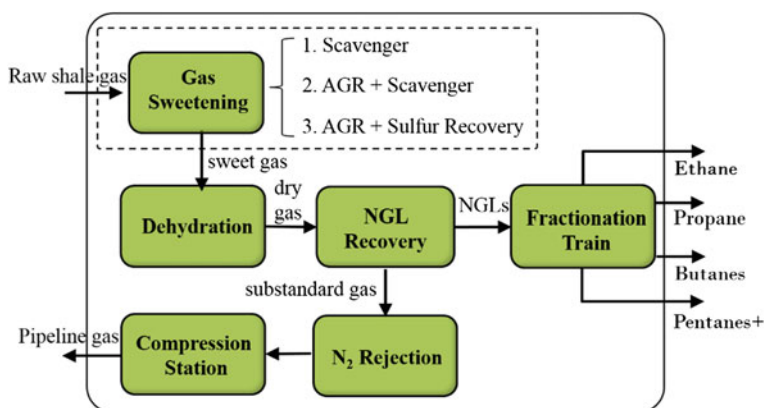 Raw shale gas
Gas
Sweetening
1. Scavenger
2. AGR + Scavenger
3. AGR + Sulfur Recovery
sweet gas
Dehydration
dry
gas
NGL
Recovery
NGLs
Fractionation
Train
Ethane
Propane
Butanes
Pentanes+
substandard gas
N₂ Rejection
Compression
Station
Pipeline gas